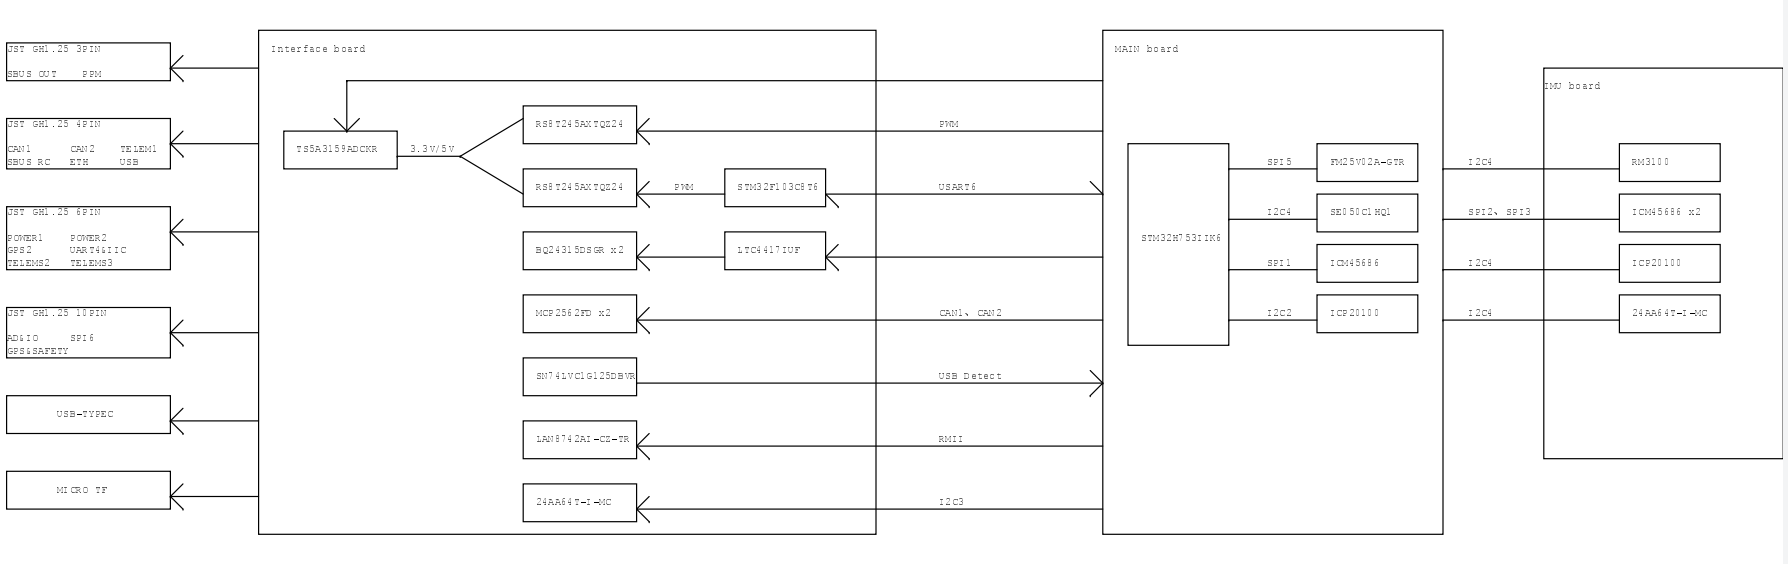 JST GH1.25 3PIN
SBUS OUT PPM
JST GH1.25 4PIN
CAN1 CAN2 TELEM1
SBUS RC ETH USB
JST GH1.25 6PIN
POWER1 POWER2
GPS2 UART4&IIC
TELEMS2 TELEMS3
JST GH1.25 10PIN
AD&IO SPI6
GPS&SAFETY
USB-TYPEC
MICRO TF
Interface board
TS5A3159ADCKR
3.3V/5V
RS8T245AXTQZ24
PWM
RS8T245AXTQZ24
PWM
STM32F103C8T6
USART6
BQ24315DSGR x2
LTC4417IUF
MCP2562FD x2
CAN1、CAN2
SN74LVC1G125DBVR
USB Detect
LAN8742AI-CZ-TR
RMII
24AA64T-I-MC
I2C3
MAIN board
STM32H753IIK6
SPI5
FM25V02A-GTR
I2C4
SE050C1HQ1
SPI1
ICM45686
I2C2
ICP20100
IMU board
I2C4
RM3100
SPI2、SPI3
ICM45686 x2
I2C4
ICP20100
I2C4
24AA64T-I-MC